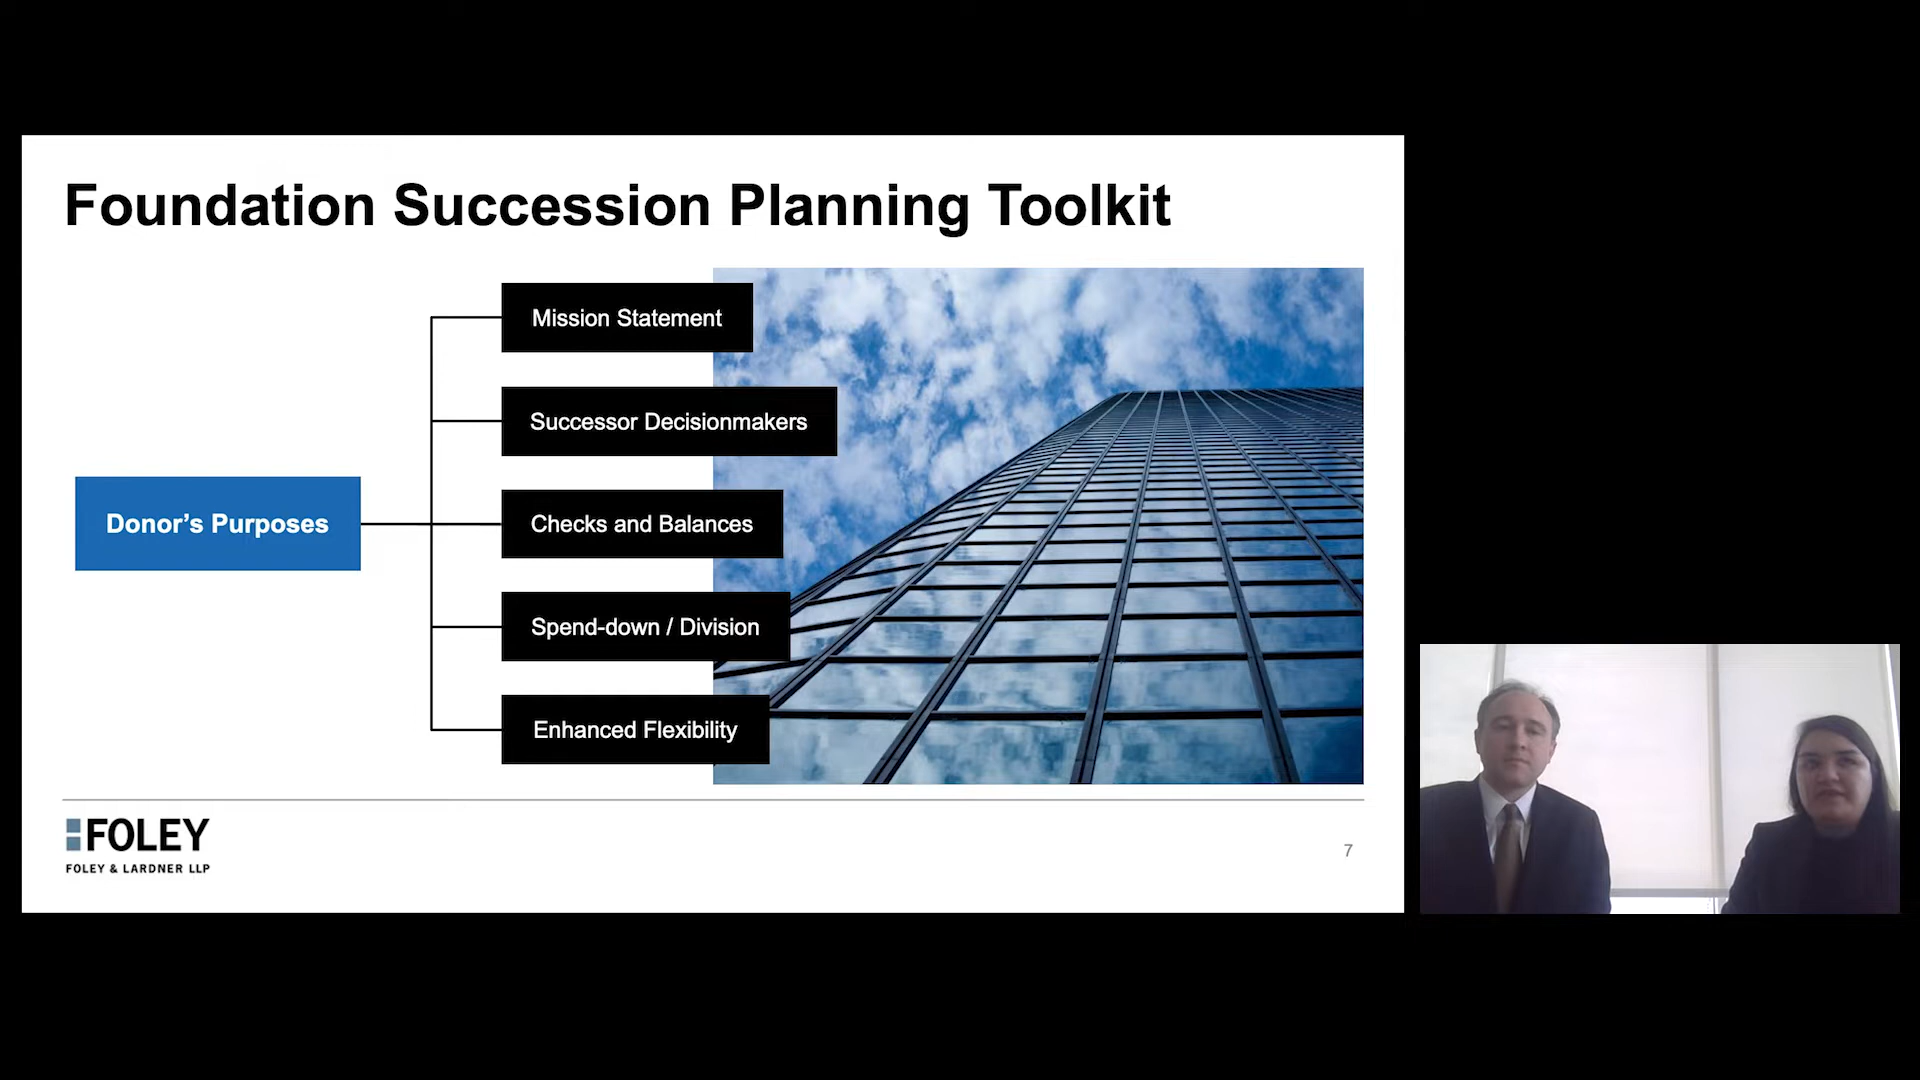 Foundation Succession Planning Toolkit
Mission Statement
Successor Decisionmakers
Donor’s Purposes
Checks and Balances
Spend-down / Division
Enhanced Flexibility
FOLEY
FOLEY & LARDNER LLP
7